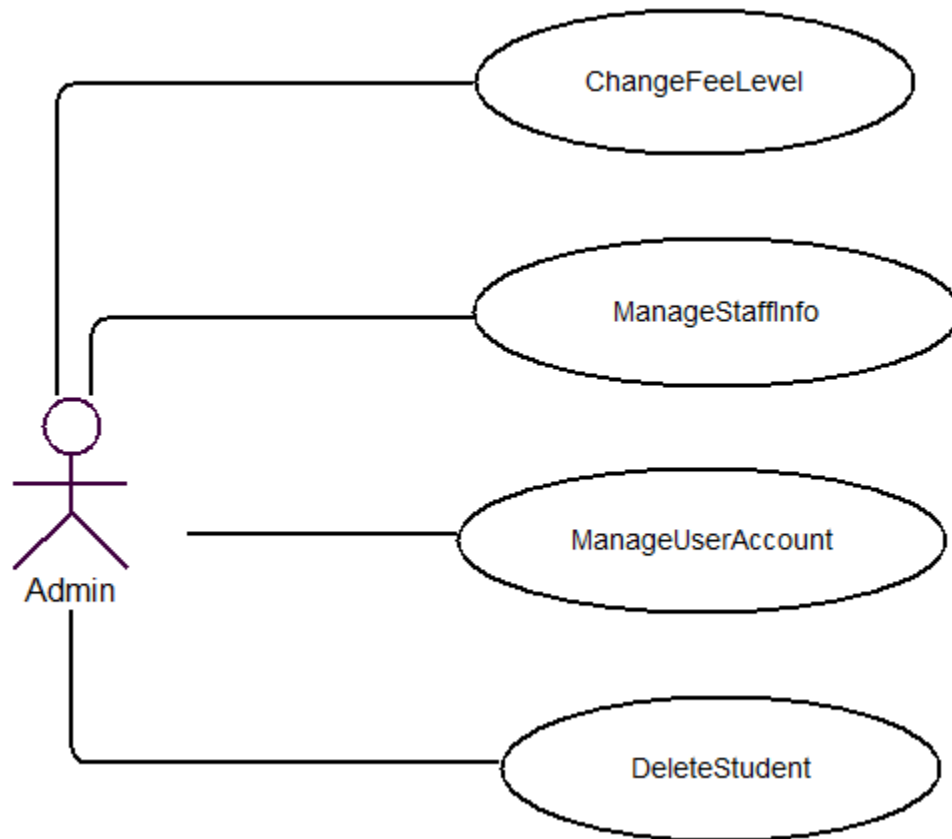 ChangeFeeLevel
ManageStaffInfo
ManageUserAccount
Admin
DeleteStudent